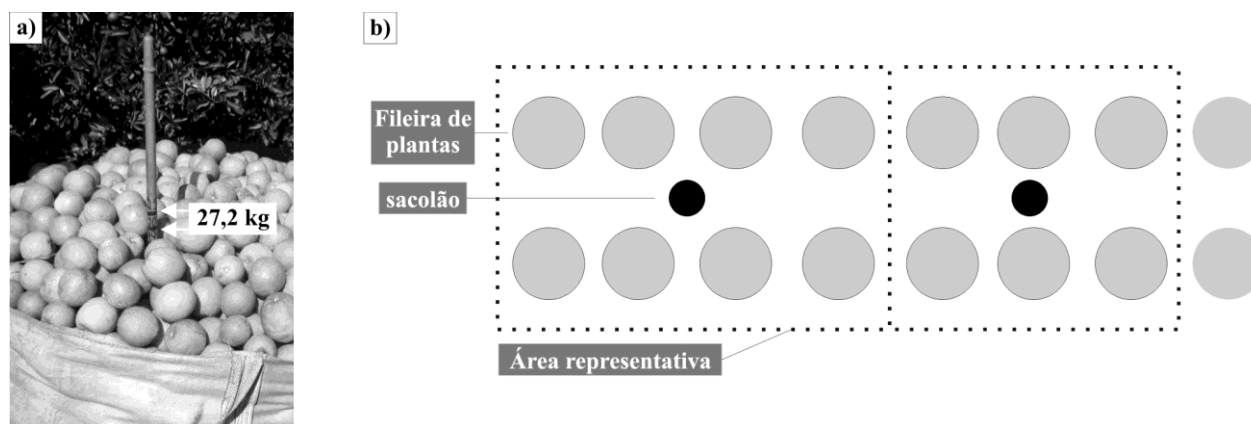 a)
27,2 kg
b)
Fileira de
plantas
sacolão
Área representativa